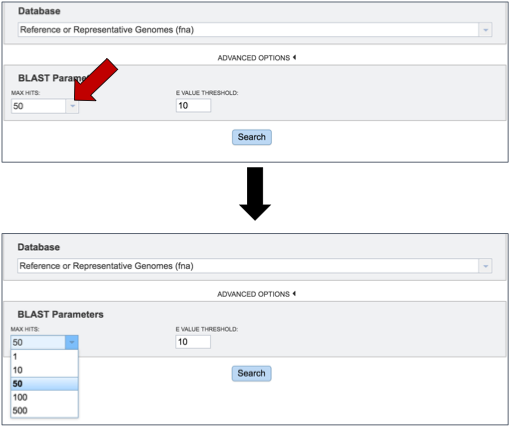 Database
Reference or Representative Genomes (fna)
ADVANCED OPTIONS
BLAST Parame
MAX HITS:
E VALUE THRESHOLD:
50
10
Search
Database
Reference or Representative Genomes (fna)
ADVANCED OPTIONS
BLAST Parameters
MAX HITS:
E VALUE THRESHOLD:
50
10
1
10
50
100
500
Search